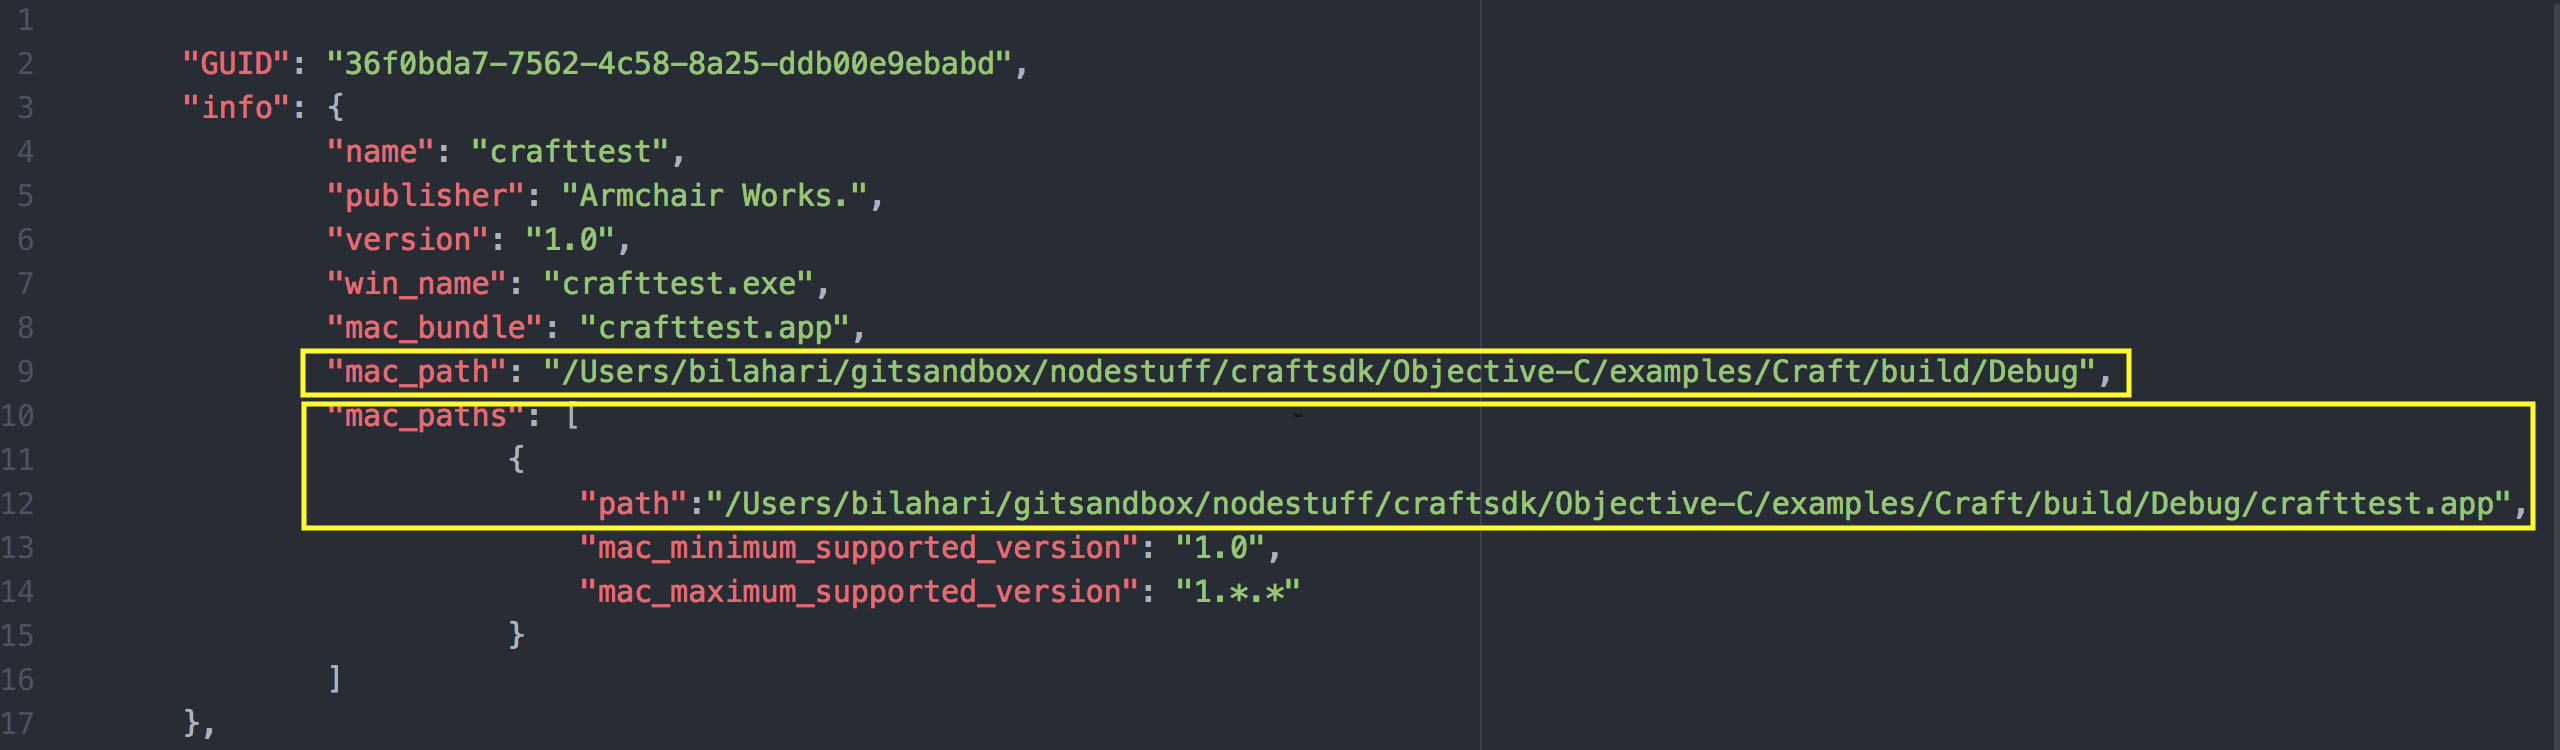 1
2 "GUID": "36f0bda7-7562-4c58-8a25-ddb00e9ebabd",
3 "info": {
4 "name": "crafttest",
5 "publisher": "Armchair Works.",
6 "version": "1.0",
7 "win_name": "crafttest.exe",
8 "mac_bundle": "crafttest.app",
9 "mac_path": "/Users/bilahari/gitsandbox/nodestuff/craftsdk/Objective-C/examples/Craft/build/Debug",
10 "mac_paths": [
11 {
12 "path":"/Users/bilahari/gitsandbox/nodestuff/craftsdk/Objective-C/examples/Craft/build/Debug/crafttest.app",
13 "mac_minimum_supported_version": "1.0",
14 "mac_maximum_supported_version": "1.*.*"
15 }
16 ]
17 },